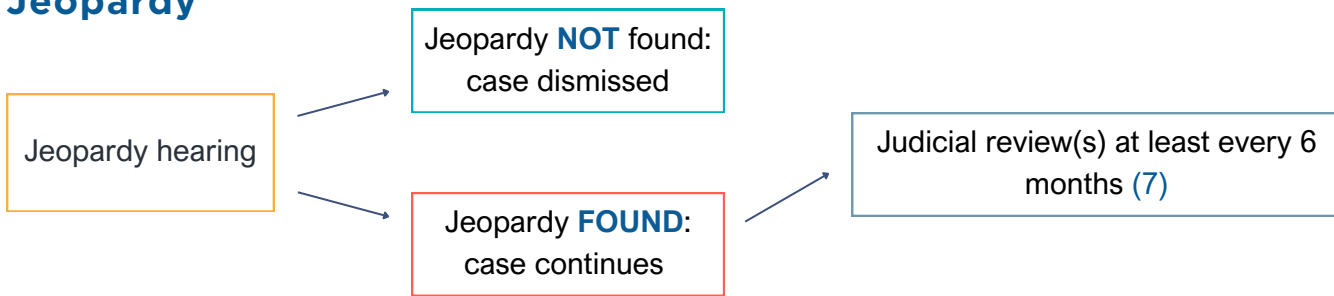 Jeopardy
Jeopardy NOT found:
case dismissed
Jeopardy hearing
Judicial review(s) at least every 6
months (7)
Jeopardy FOUND:
case continues